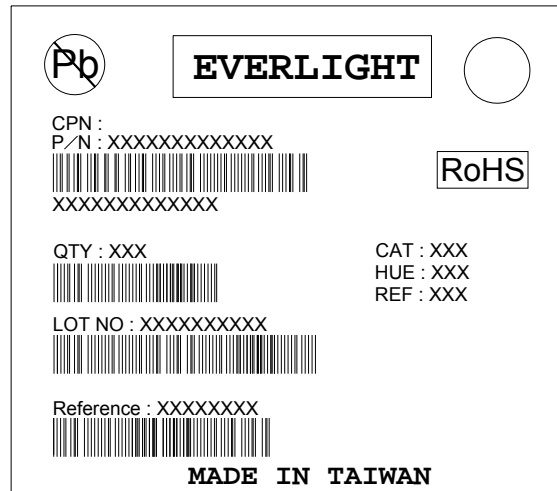 Pb
EVERLIGHT
CPN :
P/N : XXXXXXXXXXXXX
RoHS
XXXXXXXXXXXXX
QTY : XXX
CAT : XXX
HUE : XXX
REF : XXX
LOT NO : XXXXXXXXXX
Reference : XXXXXXXX
MADE IN TAIWAN